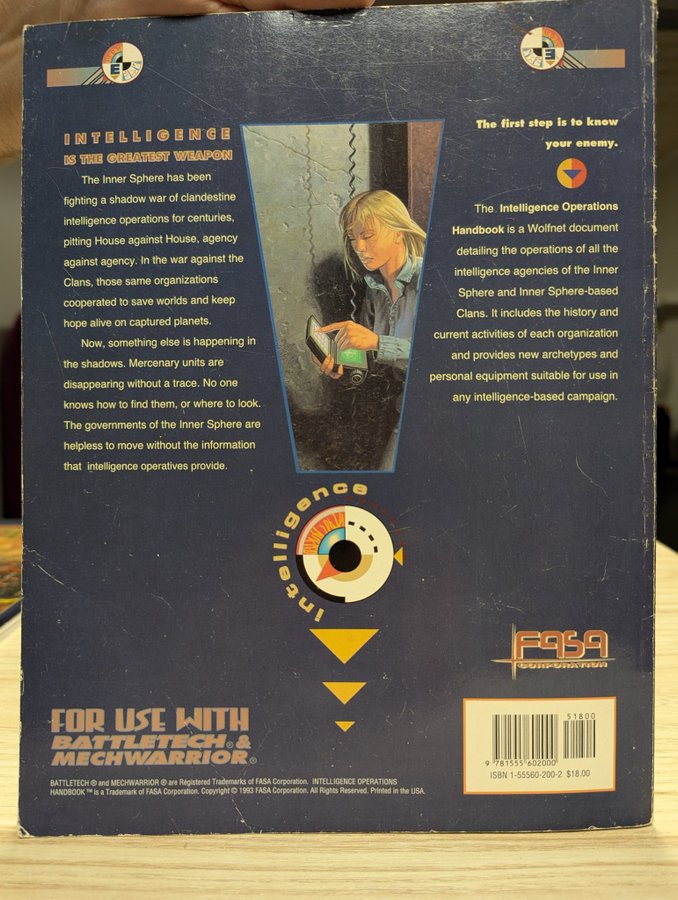 INTELLIGENCE
IS THE GREATEST WEAPON
The Inner Sphere has been
fighting a shadow war of clandestine
intelligence operations for centuries,
pitting House against House, agency
against agency. In the war against the
Clans, those same organizations
cooperated to save worlds and keep
hope alive on captured planets.
Now, something else is happening in
the shadows. Mercenary units are
disappearing without a trace. No one
knows how to find them, or where to look.
The governments of the Inner Sphere are
helpless to move without the information
that intelligence operatives provide.
The first step is to know
your enemy.
The Intelligence Operations
Handbook is a Wolfnet document
detailing the operations of all the
intelligence agencies of the Inner
Sphere and Inner Sphere-based
Clans. It includes the history and
current activities of each organization
and provides new archetypes and
personal equipment suitable for use in
any intelligence-based campaign.
intelligence
FASA
CORPORATION
FOR USE WITH
BATTLETECH® &
MECHWARRIOR®
BATTLETECH ® and MECHWARRIOR ® are Registered Trademarks of FASA Corporation. INTELLIGENCE OPERATIONS
HANDBOOK™ is a Trademark of FASA Corporation. Copyright © 1993 FASA Corporation. All Rights Reserved. Printed in the USA.
51800
9 781555 602000
ISBN 1-55560-200-2 $18.00